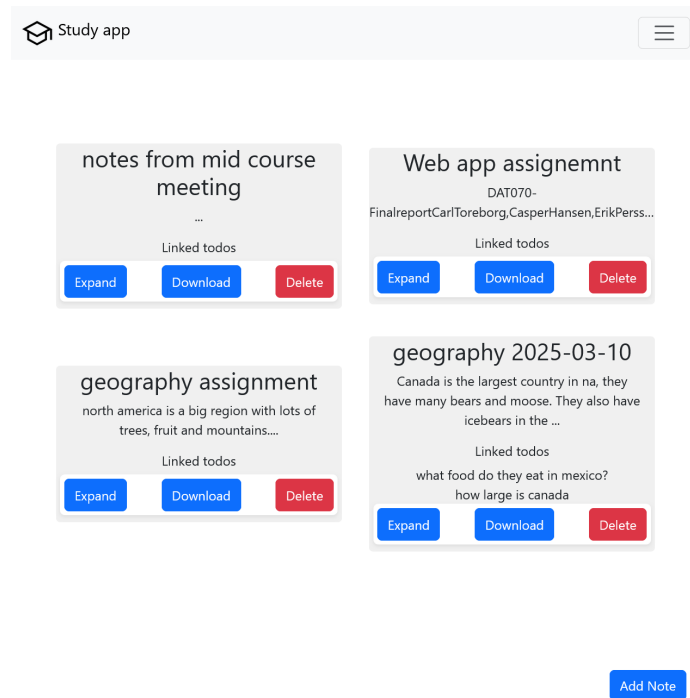 Study app
notes from mid course
meeting
...
Linked todos
Expand Download Delete
Web app assignemnt
DAT070-
FinalreportCarlToreborg,CasperHansen,ErikPerss...
Linked todos
Expand Download Delete
geography assignment
north america is a big region with lots of
trees, fruit and mountains....
Linked todos
Expand Download Delete
geography 2025-03-10
Canada is the largest country in na, they
have many bears and moose. They also have
icebears in the ...
Linked todos
what food do they eat in mexico?
how large is canada
Expand Download Delete
Add Note